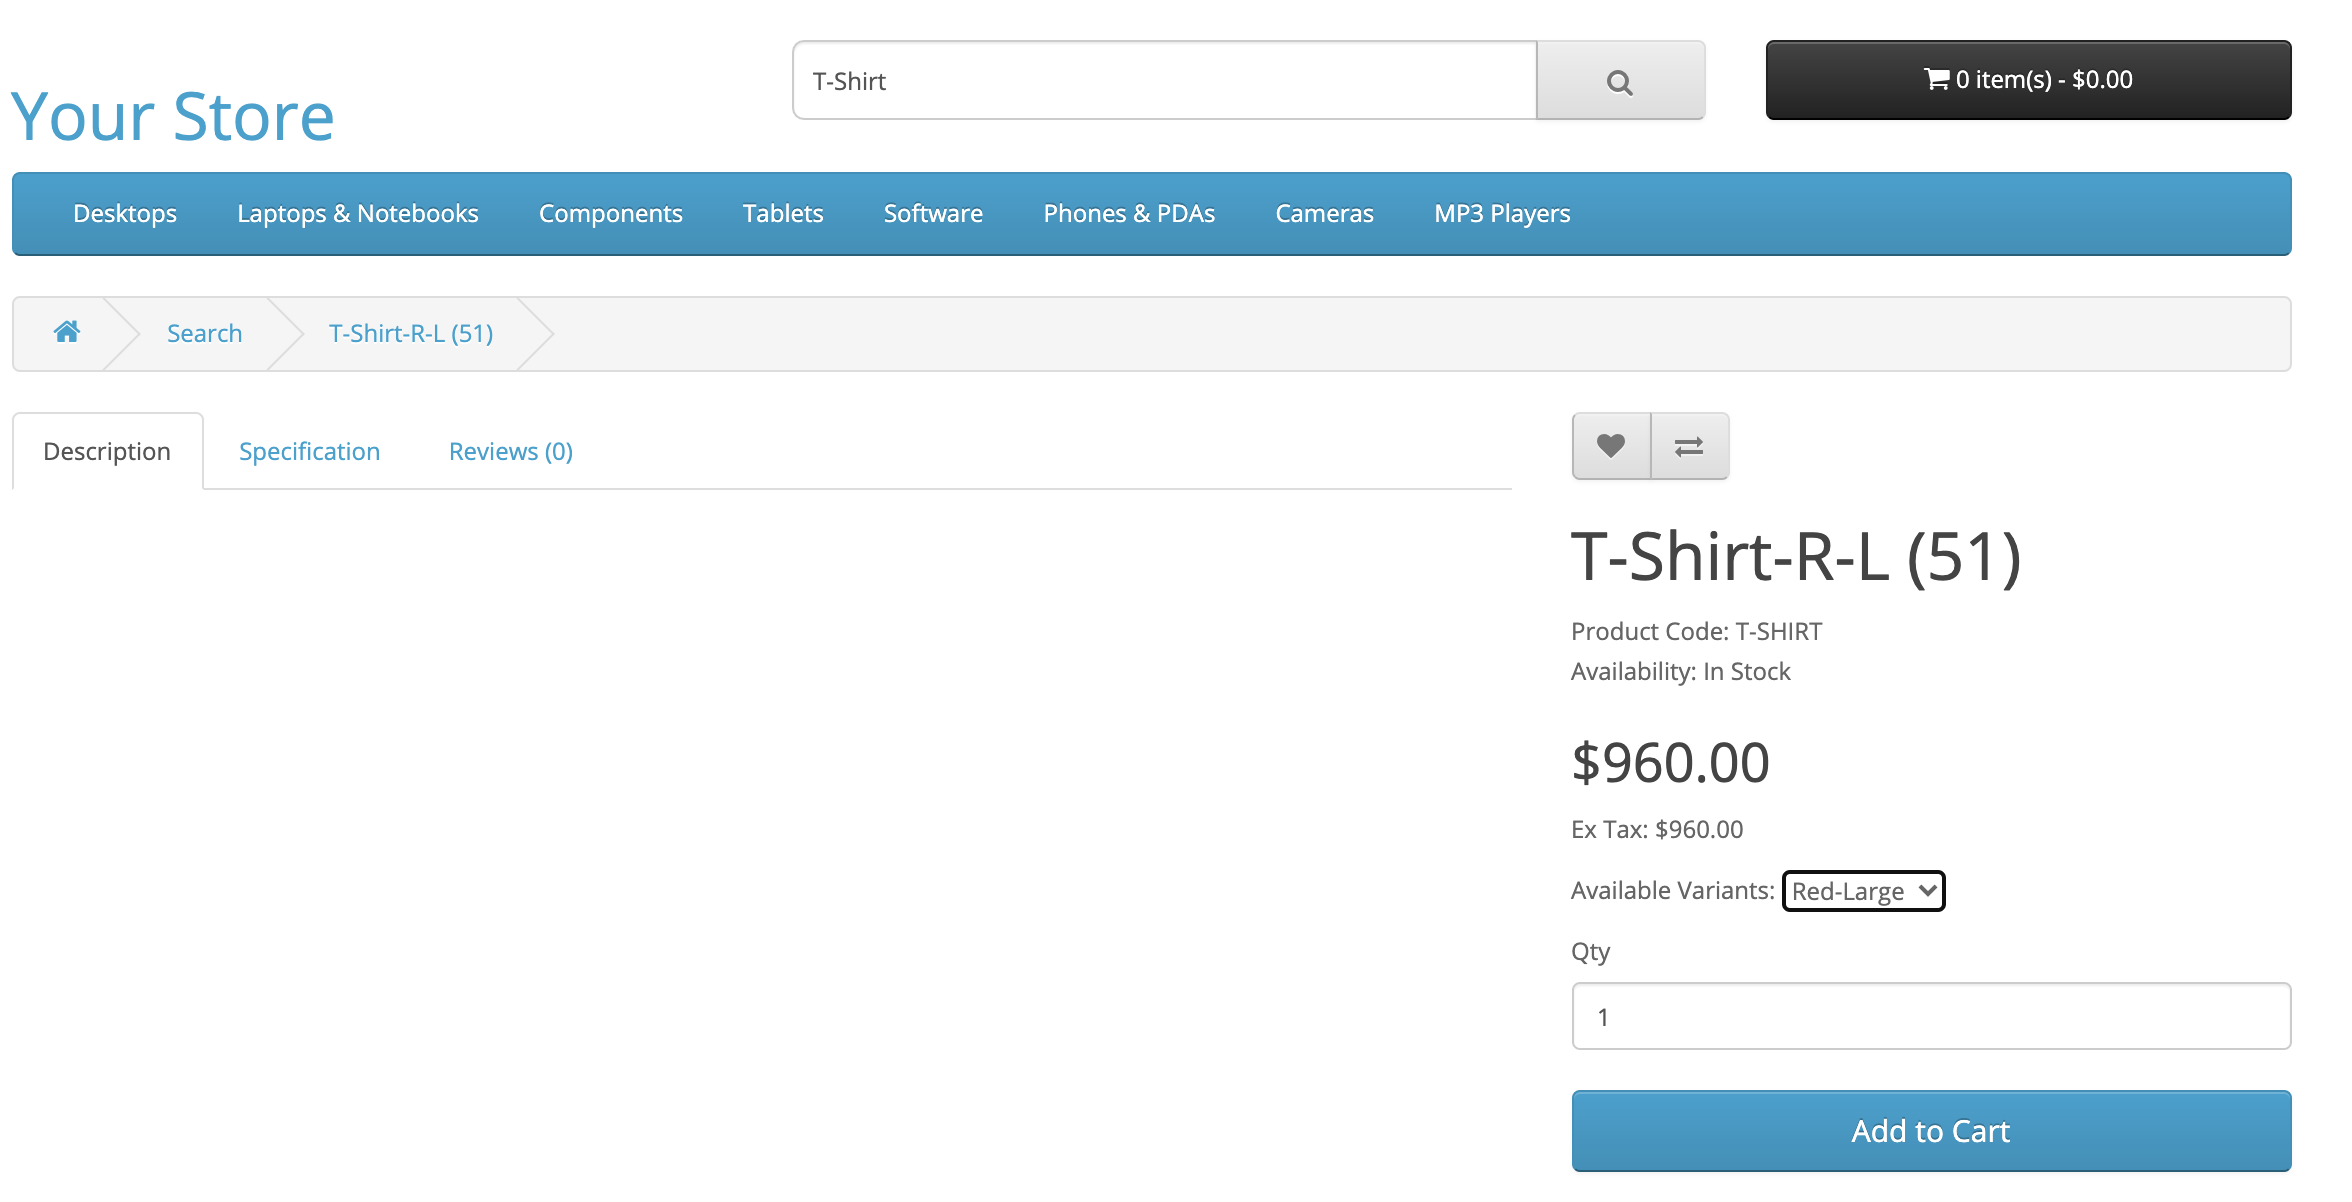 Your Store
T-Shirt
0 item(s) - $0.00
Desktops Laptops & Notebooks Components Tablets Software Phones & PDAs Cameras MP3 Players
Search T-Shirt-R-L (51)
Description Specification Reviews (0)
T-Shirt-R-L (51)
Product Code: T-SHIRT
Availability: In Stock
$960.00
Ex Tax: $960.00
Available Variants: Red-Large
Qty
1
Add to Cart